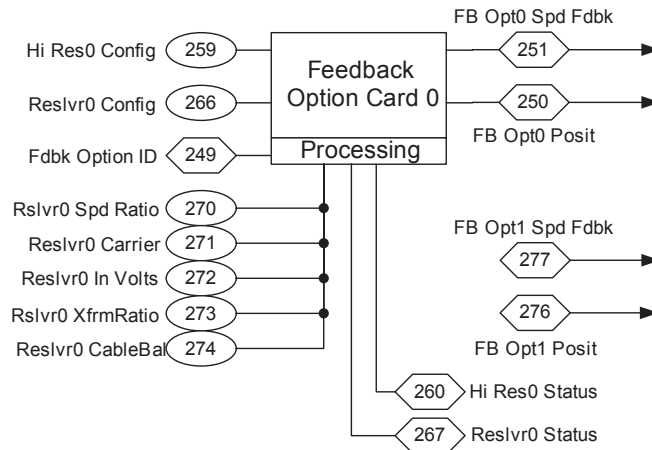 FB Opt0 Spd Fdbk
Hi Res0 Config 259
251
Feedback
Option Card 0
Reslvr0 Config 266
250
FB Opt0 Posit
Fdbk Option ID 249
Processing
Rslvr0 Spd Ratio 270
Reslvr0 Carrier 271
Reslvr0 In Volts 272
Rslvr0 XfrmRatio 273
Reslvr0 CableBal 274
FB Opt1 Spd Fdbk
277
276
FB Opt1 Posit
260 Hi Res0 Status
267 Reslvr0 Status